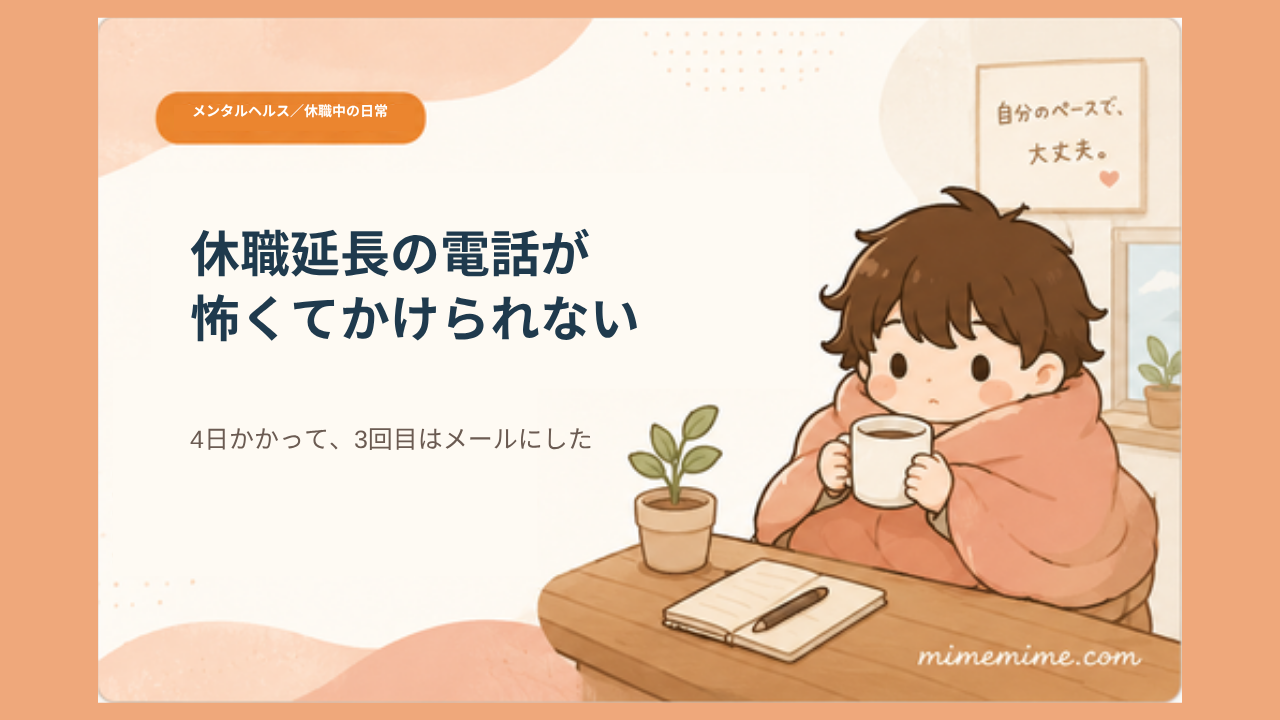 メンタルヘルス／休職中の日常
自分のペースで、
大丈夫。
休職延長の電話が
怖くてかけられない
4日かかって、3回目はメールにした
mimemime.com